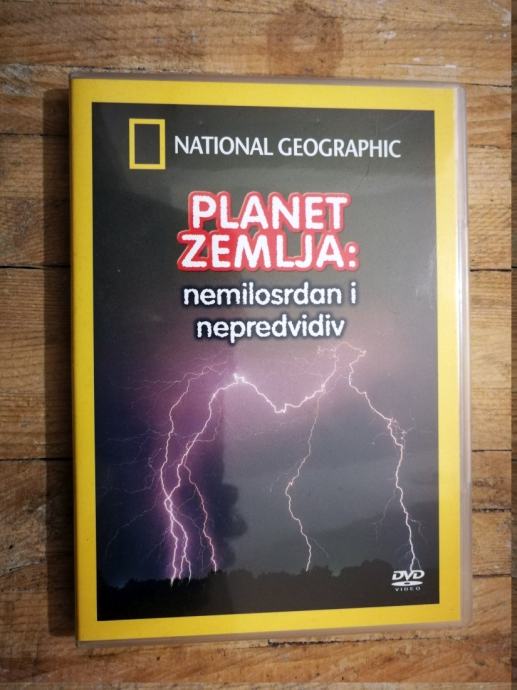 NATIONAL GEOGRAPHIC
PLANET
ZEMLJA:
nemilosrdan i
nepredvidiv
DVD
VIDEO